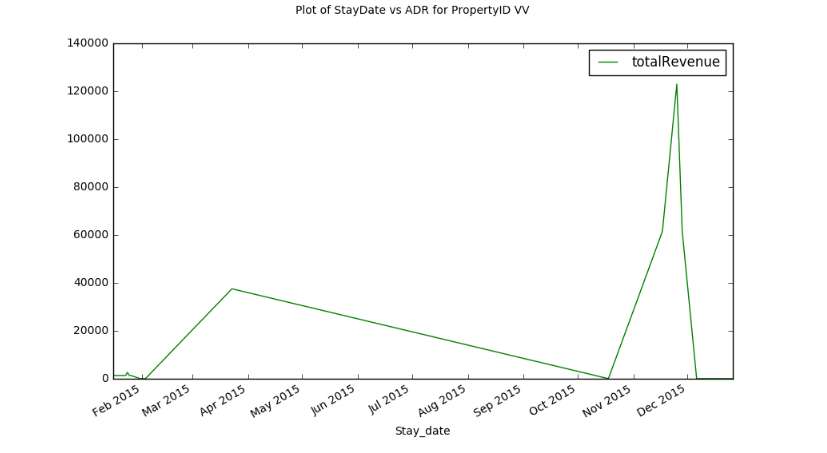 Plot of StayDate vs ADR for PropertyID VV
140000
120000
100000
80000
60000
40000
20000
0
totalRevenue
Feb 2015
Mar 2015
Apr 2015
May 2015
Jun 2015
Jul 2015
Aug 2015
Sep 2015
Oct 2015
Nov 2015
Dec 2015
Stay_date